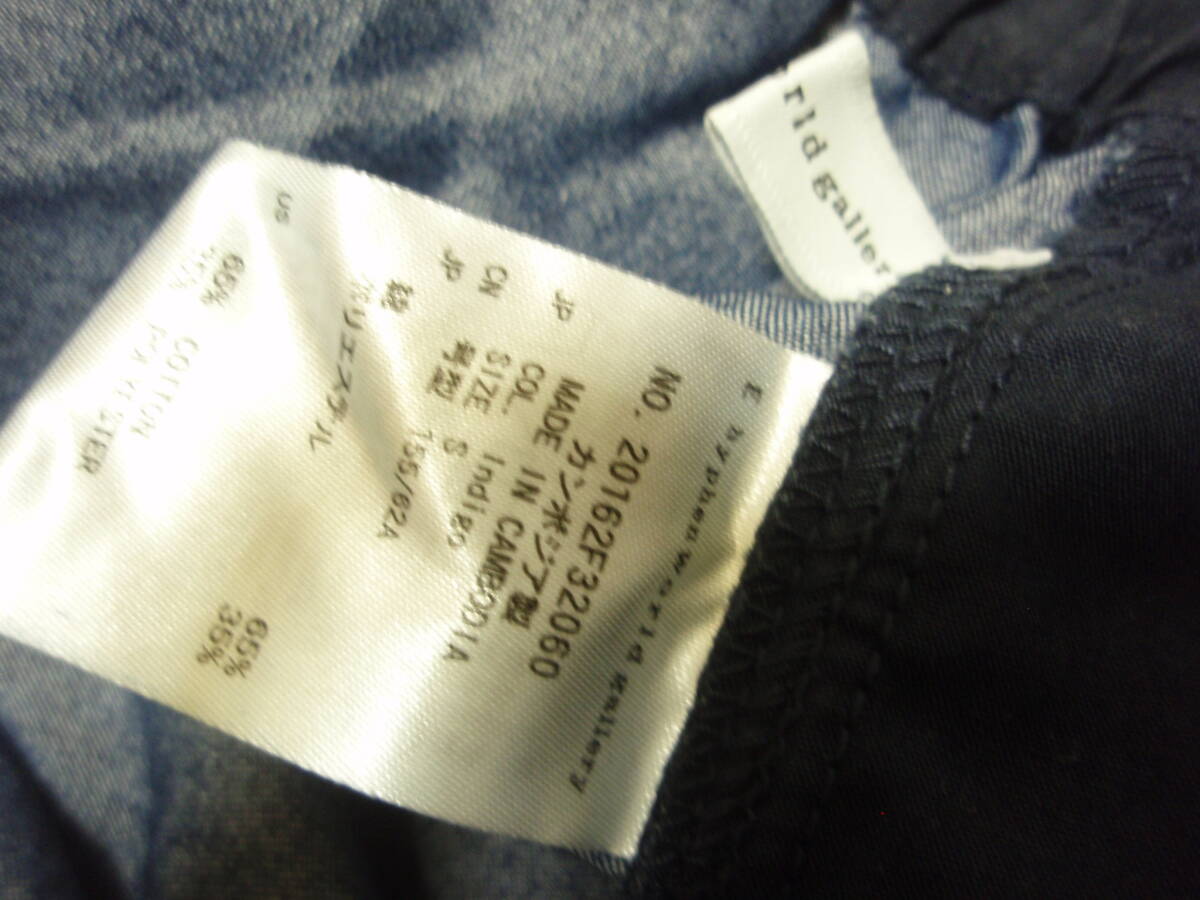 rld galler
E hyphen world gallery
NO. 20162F32060
カンボジア製
JP MADE IN CAMBODIA
COL. Indigo
CN SIZE S
JP 号型 155/62A
綿 65%
ポリエステル 35%
US
65% COTTON
35% POLYESTER